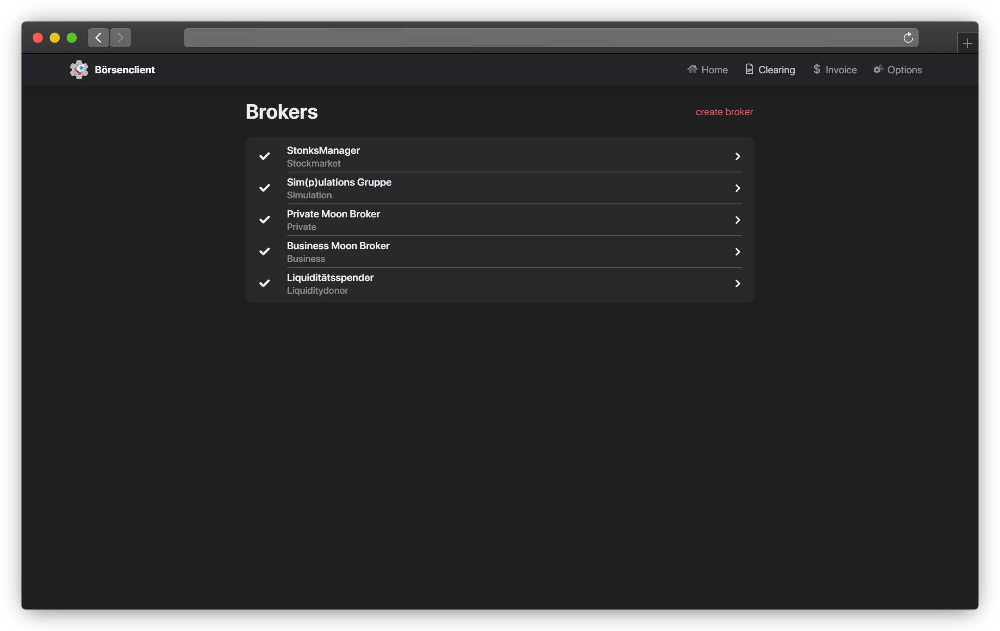 Börsenclient
Home
Clearing
Invoice
Options
Brokers
create broker
StonksManager
Stockmarket
Sim(p)ulations Gruppe
Simulation
Private Moon Broker
Private
Business Moon Broker
Business
Liquiditätsspender
Liquiditydonor